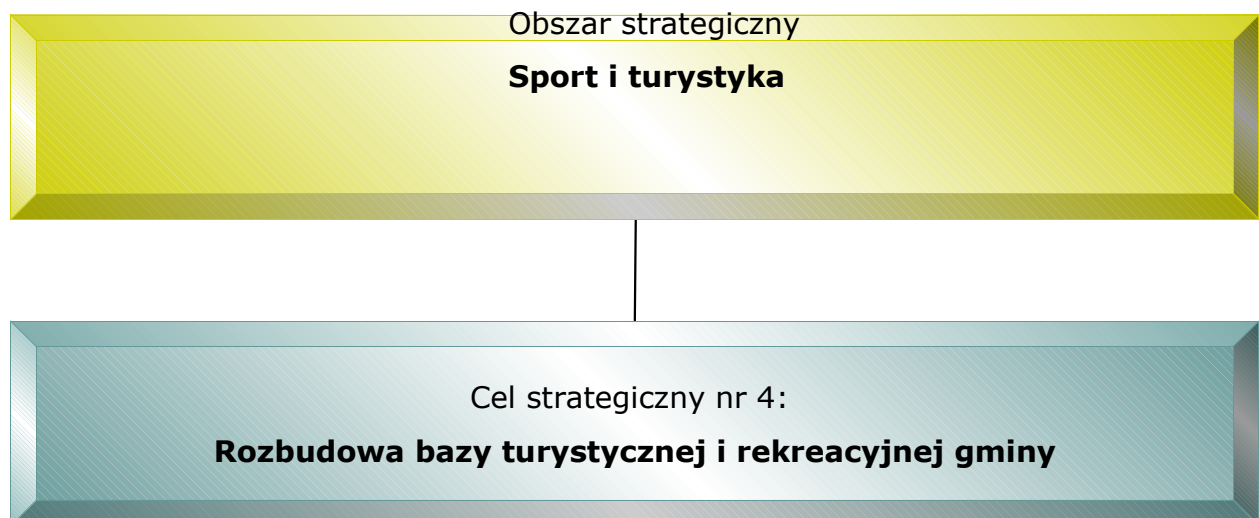 Obszar strategiczny
Sport i turystyka
Cel strategiczny nr 4:
Rozbudowa bazy turystycznej i rekreacyjnej gminy